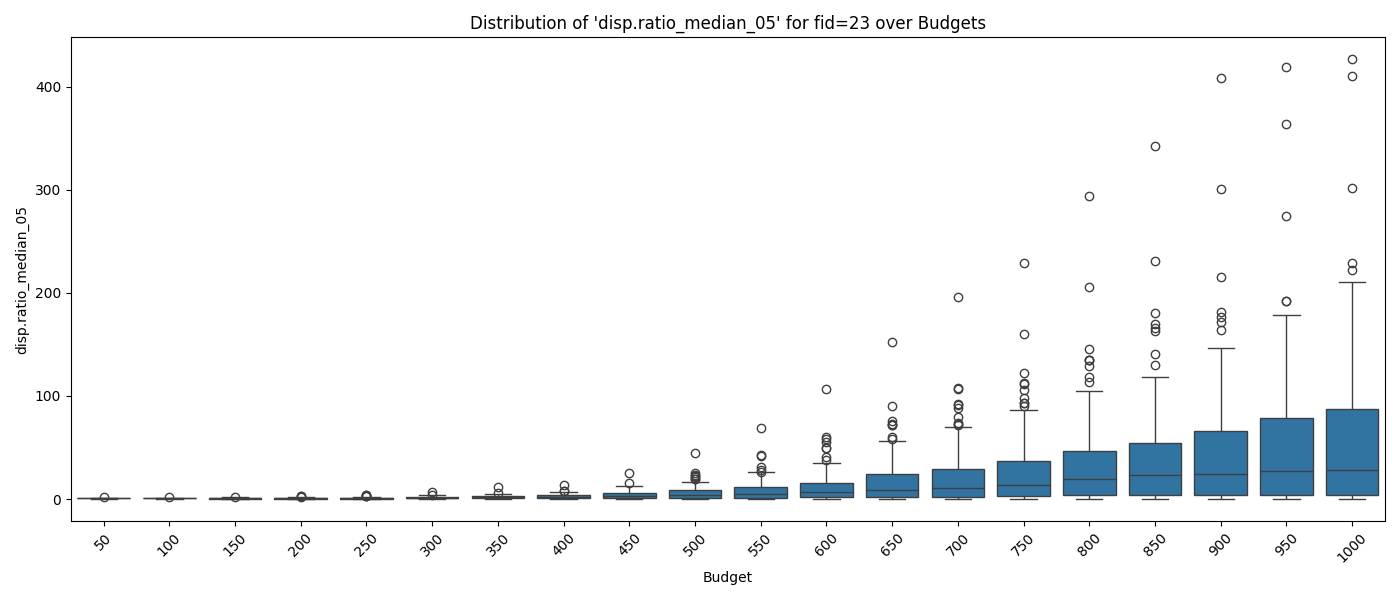 Distribution of 'disp.ratio_median_05' for fid=23 over Budgets
disp.ratio_median_05
400
300
200
100
0
50 100 150 200 250 300 350 400 450 500 550 600 650 700 750 800 850 900 950 1000
Budget